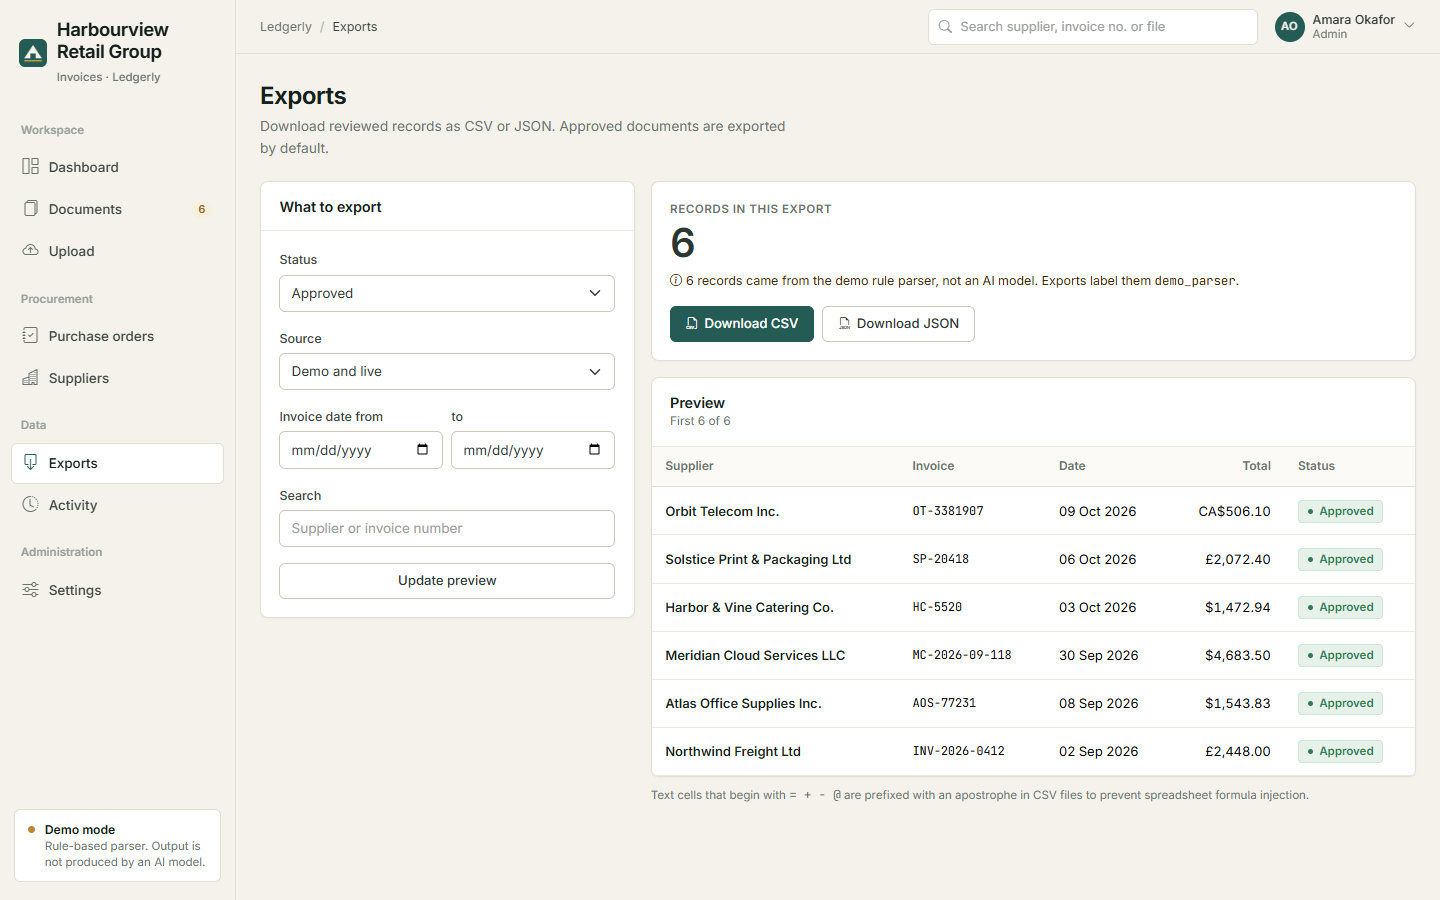 Harbourview
Retail Group
Invoices · Ledgerly
Workspace
Dashboard
Documents 6
Upload
Procurement
Purchase orders
Suppliers
Data
Exports
Activity
Administration
Settings
Demo mode
Rule-based parser. Output is
not produced by an AI model.
Ledgerly / Exports
Search supplier, invoice no. or file
AO
Amara Okafor
Admin
Exports
Download reviewed records as CSV or JSON. Approved documents are exported
by default.
What to export
Status
Approved
Source
Demo and live
Invoice date from to
mm/dd/yyyy mm/dd/yyyy
Search
Supplier or invoice number
Update preview
RECORDS IN THIS EXPORT
6
6 records came from the demo rule parser, not an AI model. Exports label them demo_parser.
Download CSV Download JSON
Preview
First 6 of 6
Supplier Invoice Date Total Status
Orbit Telecom Inc. OT-3381907 09 Oct 2026 CA$506.10 Approved
Solstice Print & Packaging Ltd SP-20418 06 Oct 2026 £2,072.40 Approved
Harbor & Vine Catering Co. HC-5520 03 Oct 2026 $1,472.94 Approved
Meridian Cloud Services LLC MC-2026-09-118 30 Sep 2026 $4,683.50 Approved
Atlas Office Supplies Inc. AOS-77231 08 Sep 2026 $1,543.83 Approved
Northwind Freight Ltd INV-2026-0412 02 Sep 2026 £2,448.00 Approved
Text cells that begin with = + - @ are prefixed with an apostrophe in CSV files to prevent spreadsheet formula injection.